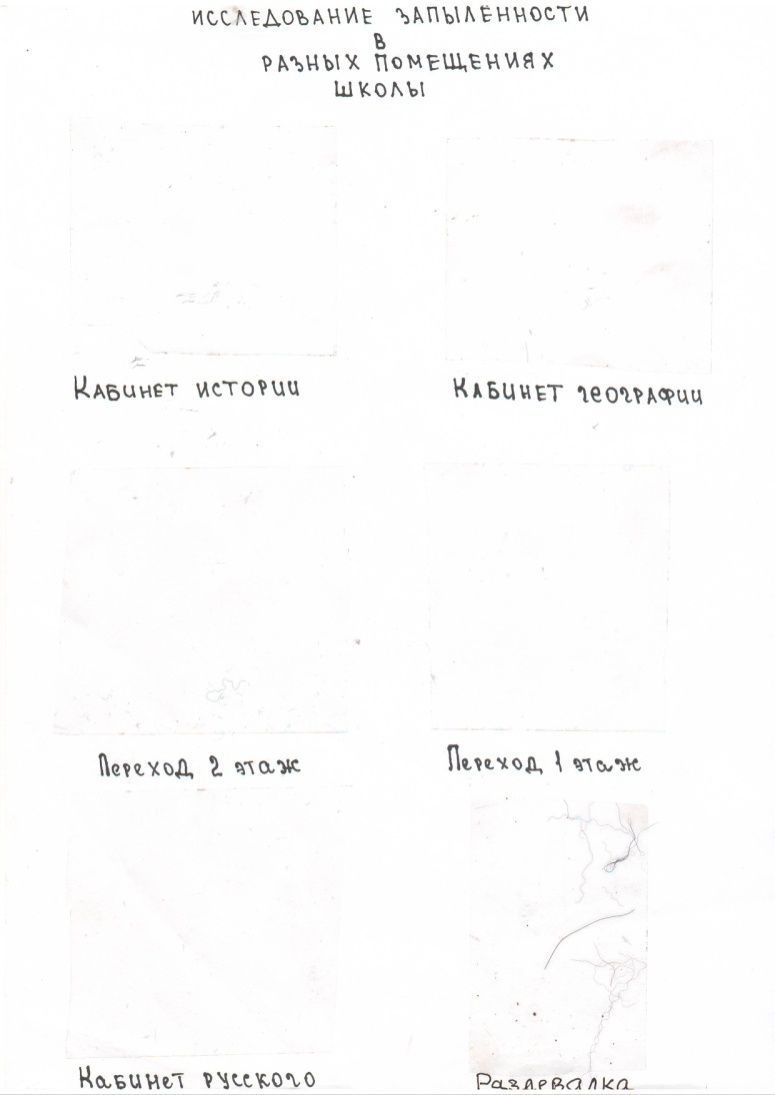 ИССЛЕДОВАНИЕ ЗАПЫЛЁННОСТИ
В
РАЗНЫХ ПОМЕЩЕНИЯХ
ШКОЛЫ
КАБИНЕТ ИСТОРИИ
КАБИНЕТ ГЕОГРАФИИ
ПЕРЕХОД 2 этаж
ПЕРЕХОД 1 этаж
Кабинет русского
Раздевалка